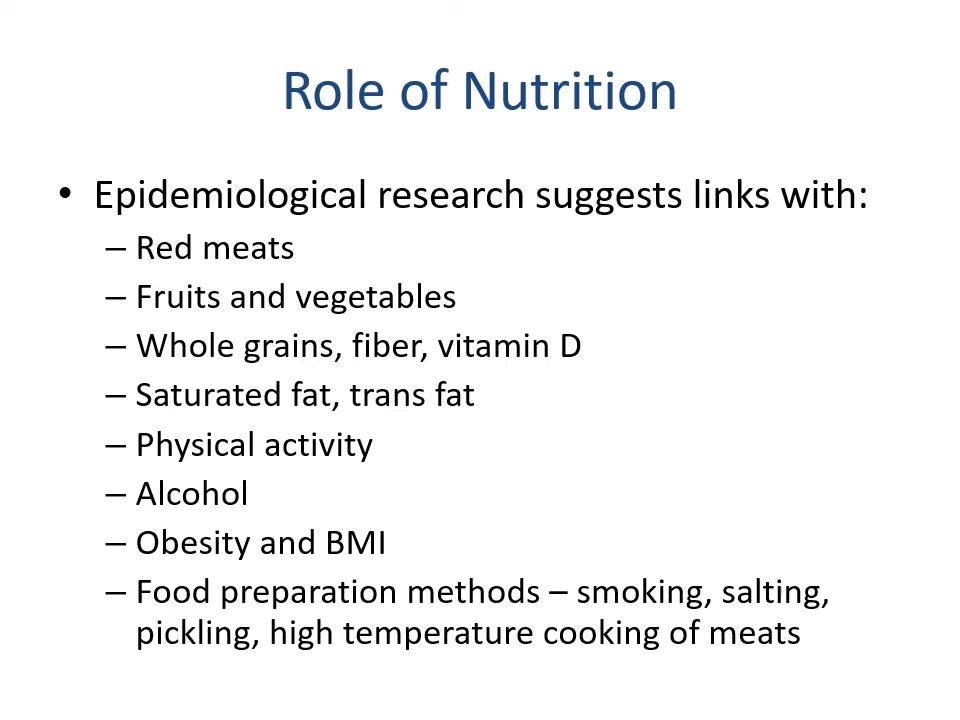 Role of Nutrition
• Epidemiological research suggests links with:
– Red meats
– Fruits and vegetables
– Whole grains, fiber, vitamin D
– Saturated fat, trans fat
– Physical activity
– Alcohol
– Obesity and BMI
– Food preparation methods – smoking, salting,
pickling, high temperature cooking of meats